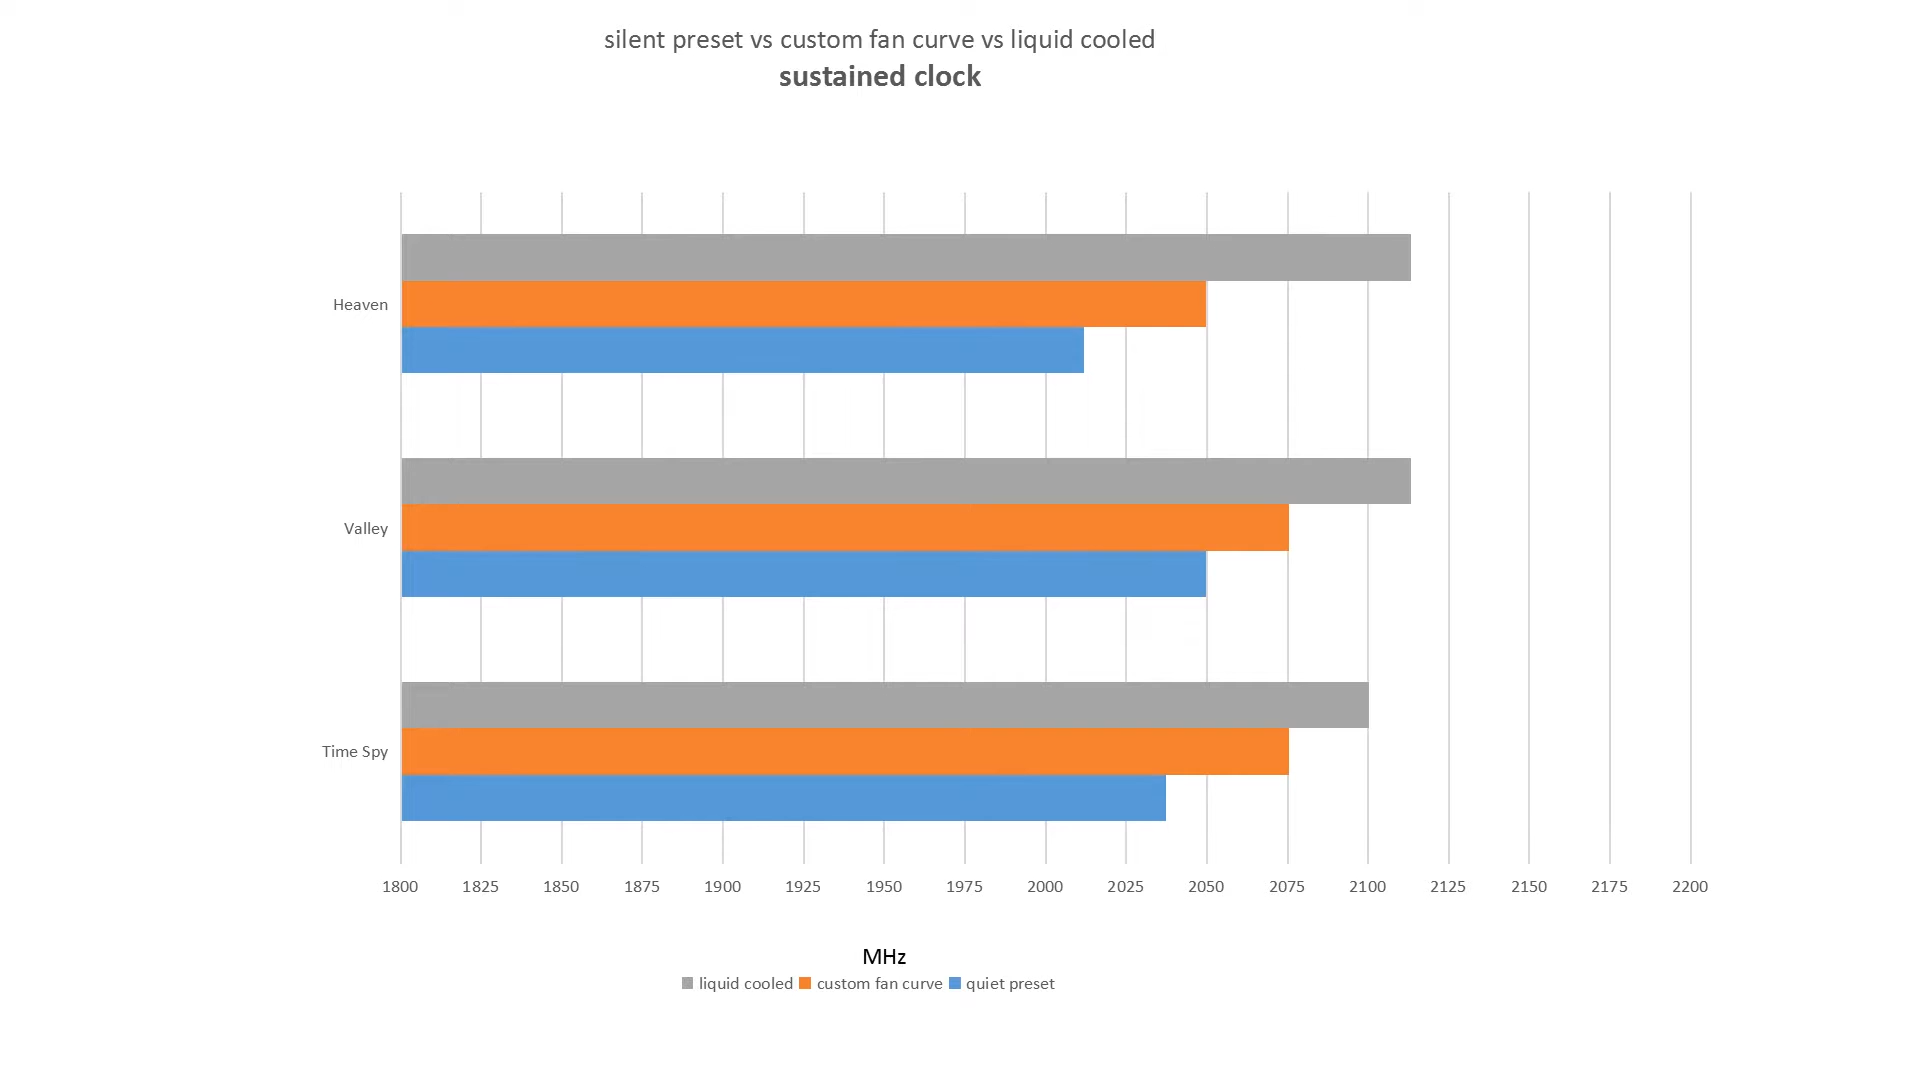 silent preset vs custom fan curve vs liquid cooled
sustained clock
Heaven
Valley
Time Spy
1800 1825 1850 1875 1900 1925 1950 1975 2000 2025 2050 2075 2100 2125 2150 2175 2200
MHz
liquid cooled custom fan curve quiet preset